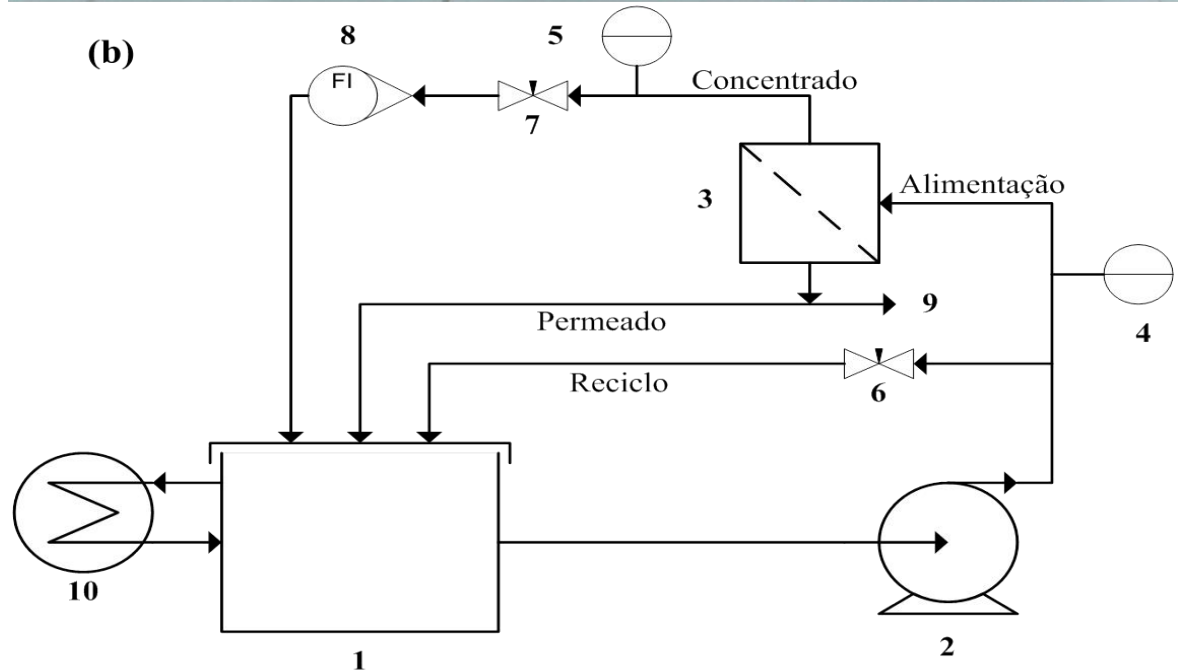 (b)
8
5
FI
Concentrado
7
3
Alimentação
9
Permeado
4
Reciclo
6
10
2
1